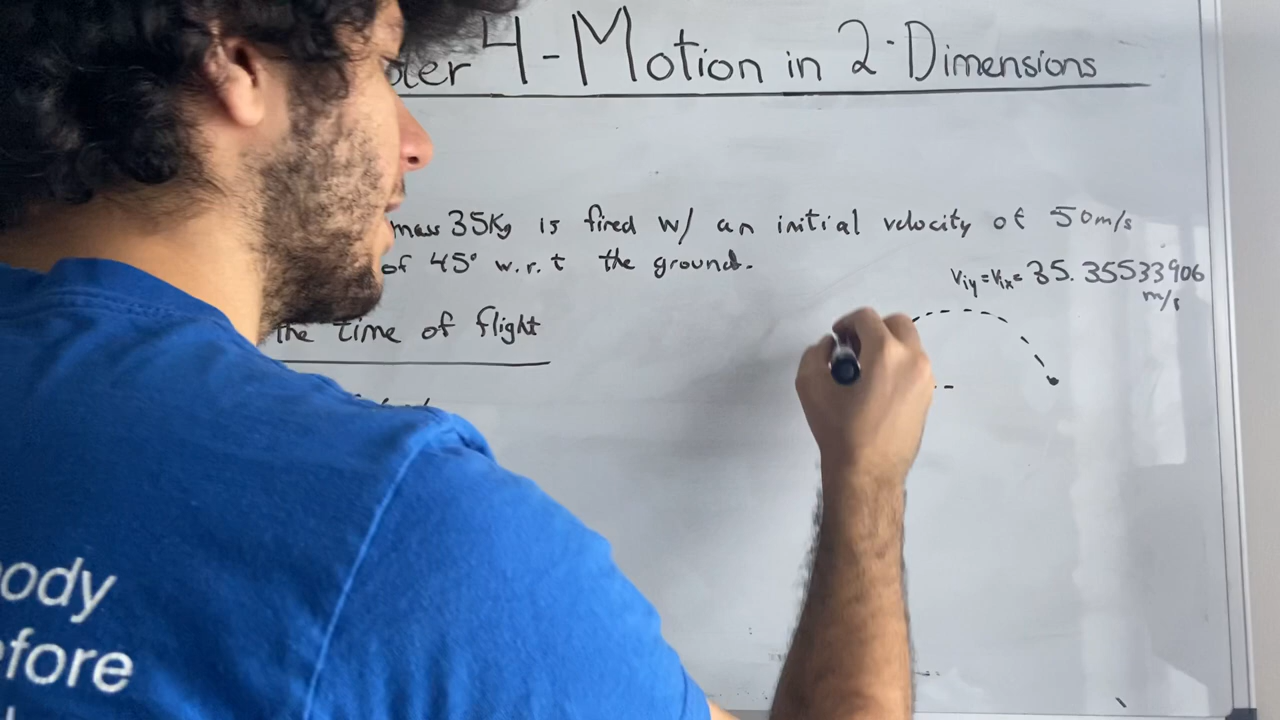 4-Motion in 2-Dimensions
mass 35Kg is fired w/ an initial velocity of 50m/s
of 45° w.r.t the ground.
Viy=Vix= 35.35533906
m/s
the time of flight
ody
efore